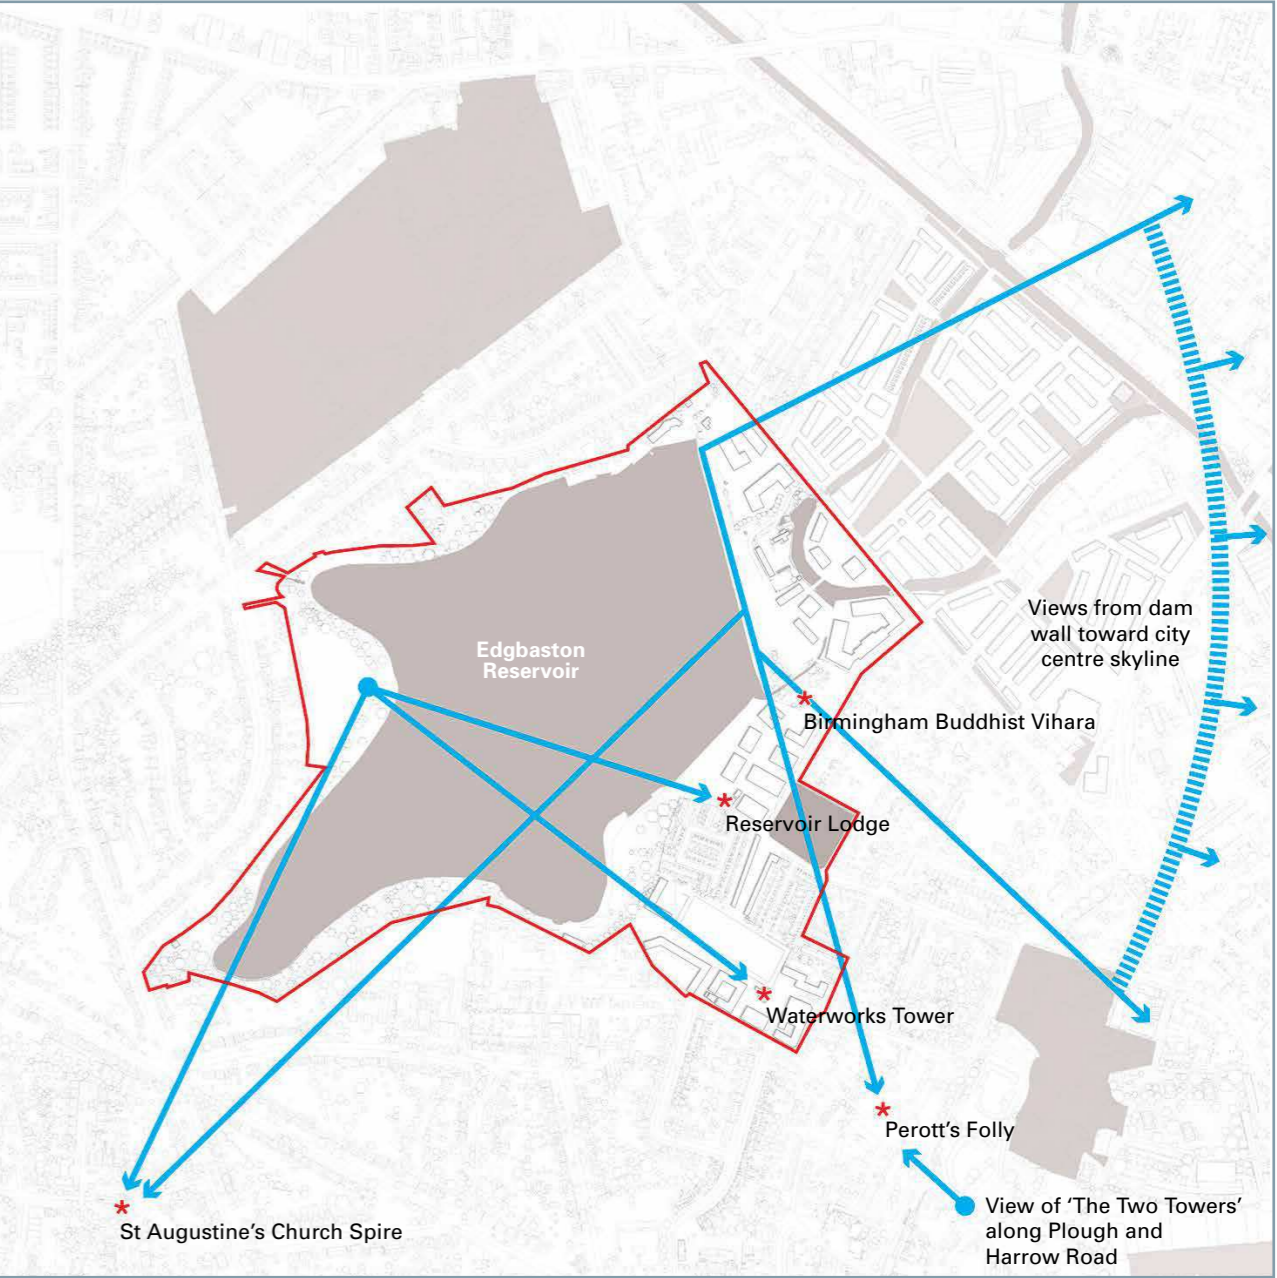 Edgbaston
Reservoir
Views from dam
wall toward city
centre skyline
Birmingham Buddhist Vihara
Reservoir Lodge
Waterworks Tower
Perott’s Folly
View of ‘The Two Towers’
along Plough and
Harrow Road
St Augustine’s Church Spire